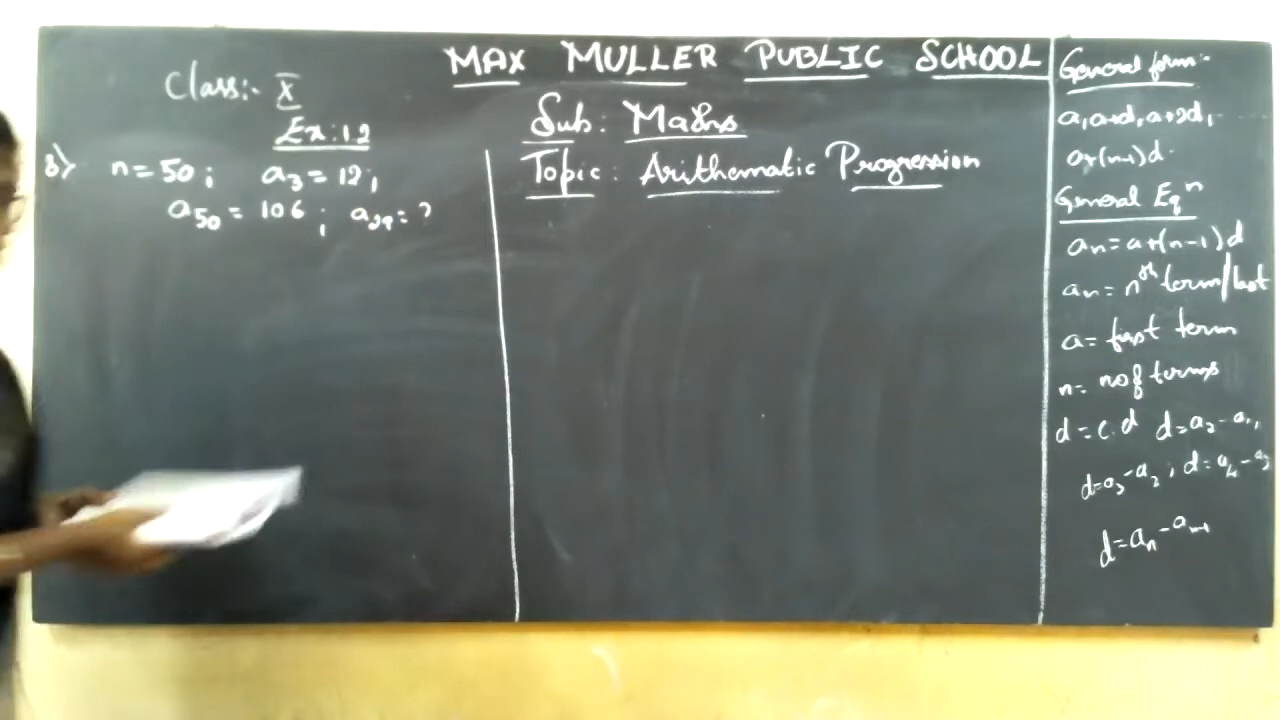 MAX MULLER PUBLIC SCHOOL
Class:- X
Sub: Maths
Ex:1.2
Topic: Arithematic Progression
8) n=50; a₃=12;
a₅₀ = 106 ; a₂₉=?
General form:-
a, a+d, a+2d, ...
a+(n-1)d.
General Eqⁿ
aₙ=a+(n-1)d
aₙ= nᵗʰ term/last
a= first term
n= no of terms
d=c.d d=a₂-a₁,
d=a₃-a₂; d=a₄-a₃
d=aₙ-aₙ₋₁